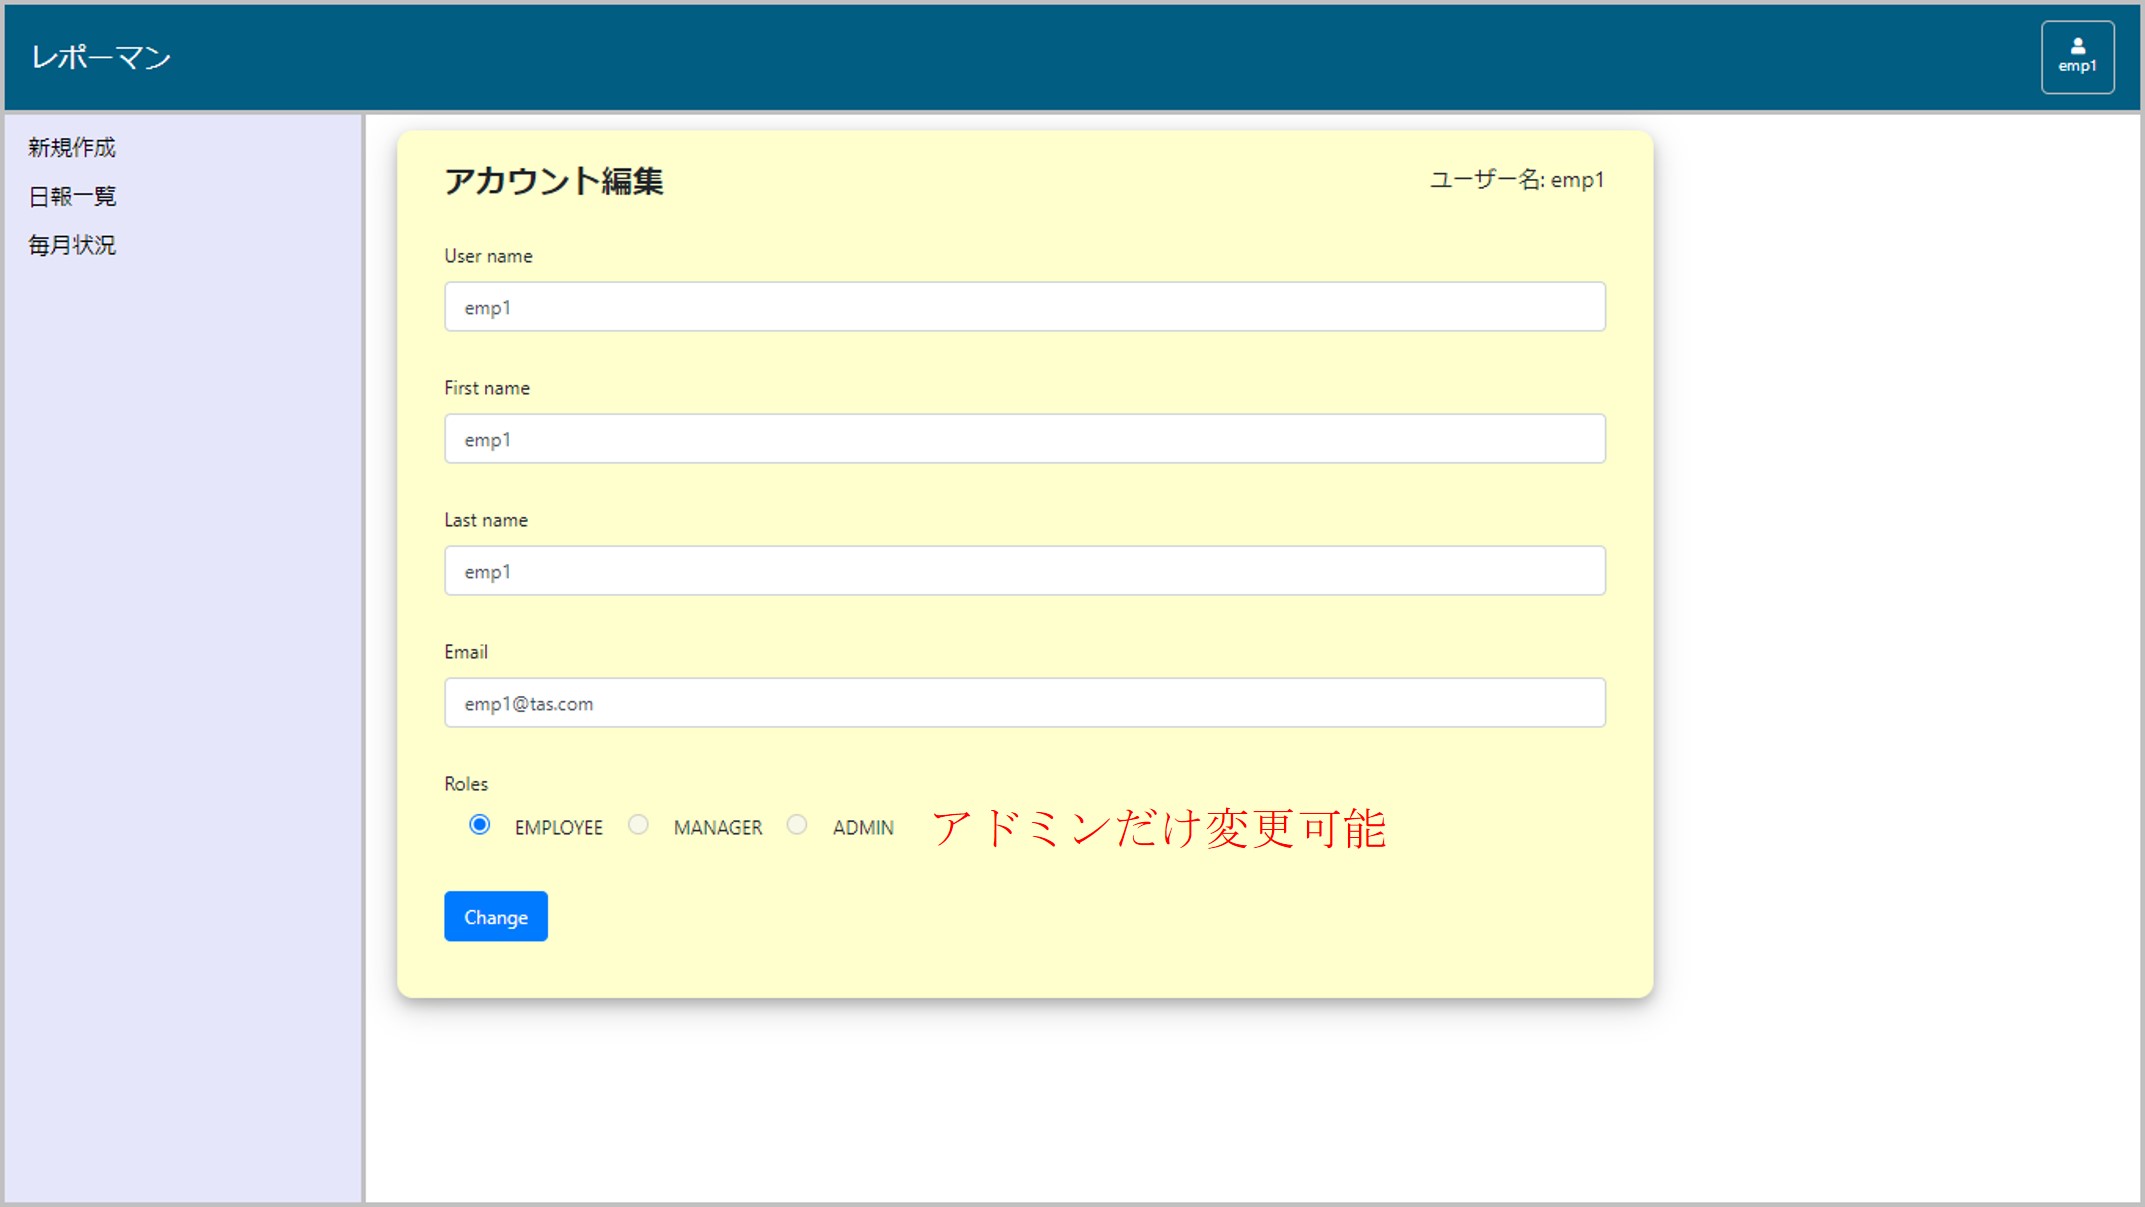 レポーマン
emp1
新規作成
日報一覧
毎月状況
アカウント編集
ユーザー名: emp1
User name
emp1
First name
emp1
Last name
emp1
Email
emp1@tas.com
Roles
EMPLOYEE MANAGER ADMIN アドミンだけ変更可能
Change